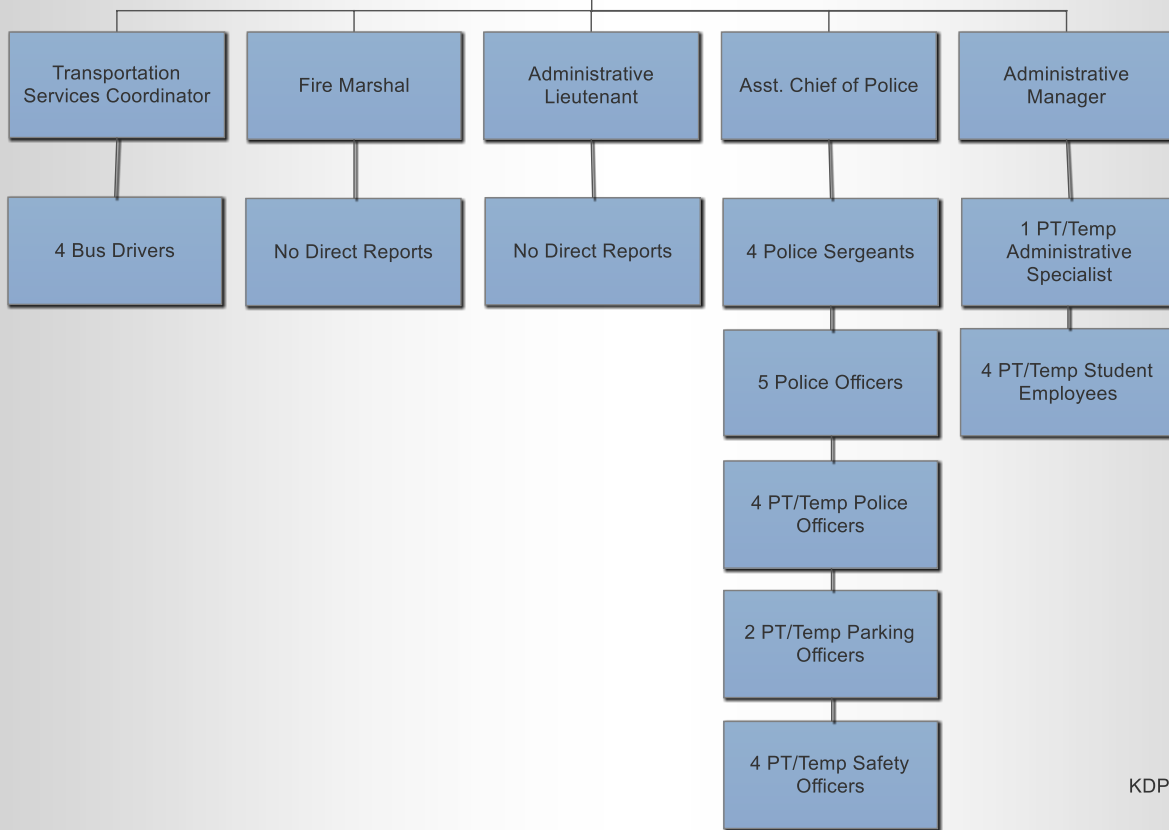 Transportation
Services Coordinator
Fire Marshal
Administrative
Lieutenant
Asst. Chief of Police
Administrative
Manager
4 Bus Drivers
No Direct Reports
No Direct Reports
4 Police Sergeants
1 PT/Temp
Administrative
Specialist
5 Police Officers
4 PT/Temp Student
Employees
4 PT/Temp Police
Officers
2 PT/Temp Parking
Officers
4 PT/Temp Safety
Officers
KDP